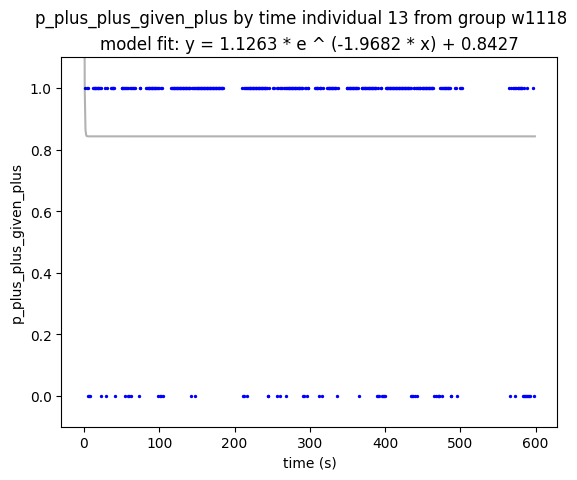 p_plus_plus_given_plus by time individual 13 from group w1118
model fit: y = 1.1263 * e ^ (-1.9682 * x) + 0.8427
1.0
0.8
0.6
0.4
0.2
0.0
p_plus_plus_given_plus
0 100 200 300 400 500 600
time (s)